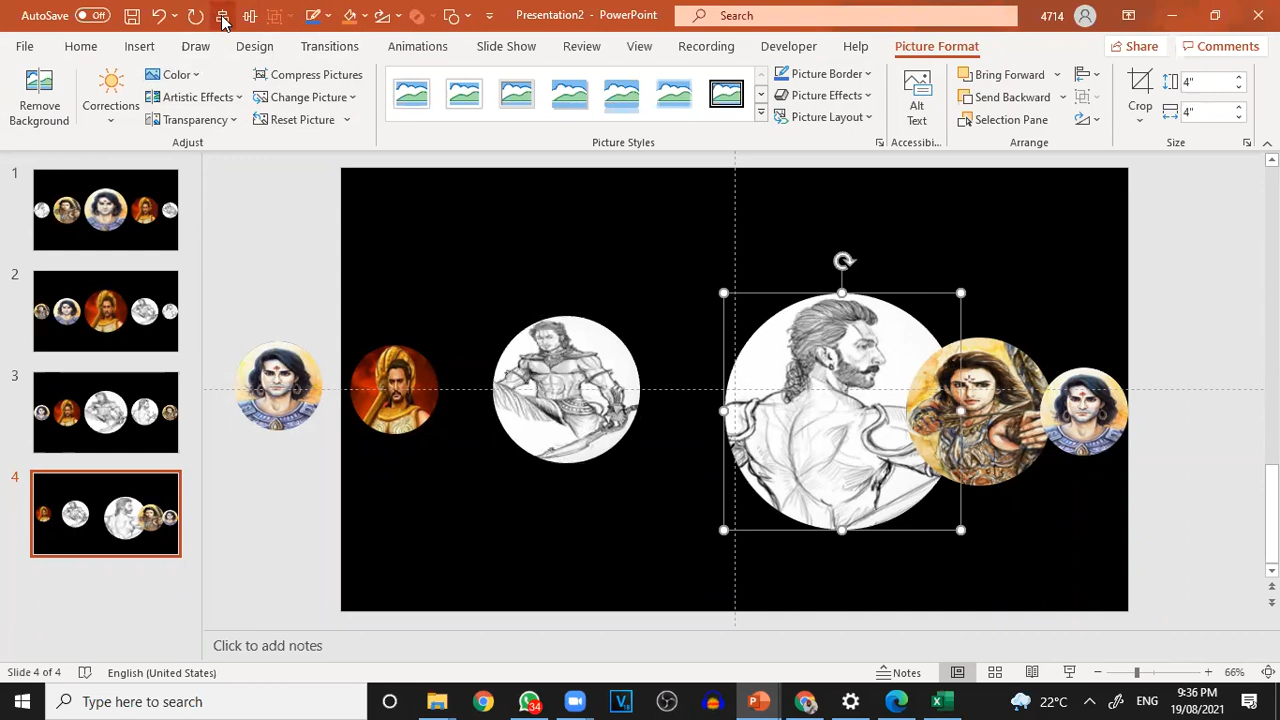 AutoSave Off Presentation2 - PowerPoint Search 4714
File Home Insert Draw Design Transitions Animations Slide Show Review View Recording Developer Help Picture Format Share Comments
Remove Background
Corrections
Color
Artistic Effects
Transparency
Compress Pictures
Change Picture
Reset Picture
Adjust
Picture Styles
Picture Border
Picture Effects
Picture Layout
Alt Text
Accessibi...
Bring Forward
Send Backward
Selection Pane
Arrange
Crop
4"
4"
Size
1
2
3
4
Click to add notes
Slide 4 of 4 English (United States) Notes 66%
Type here to search 34 22°C ENG 9:36 PM
19/08/2021